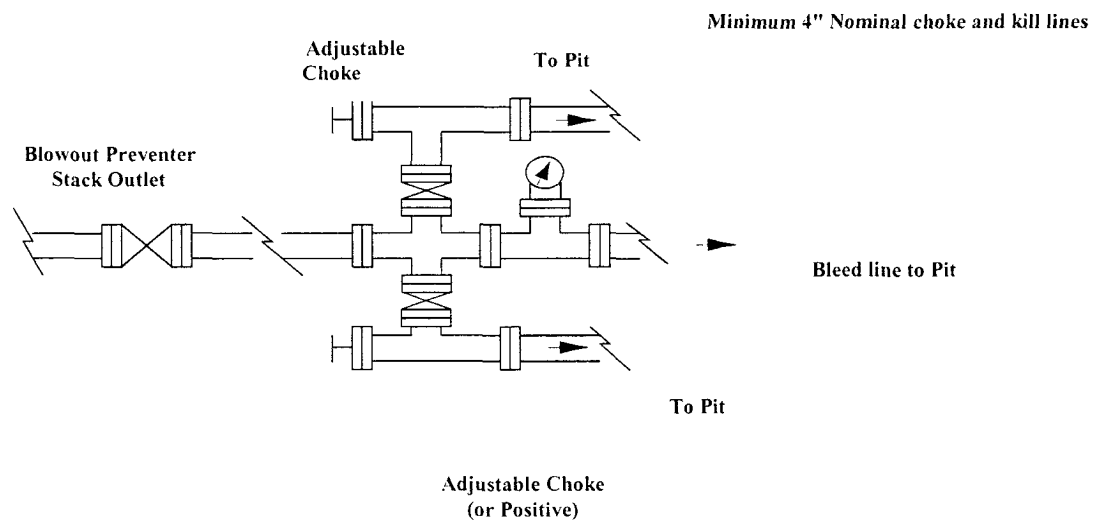 Minimum 4" Nominal choke and kill lines
Adjustable
Choke
To Pit
Blowout Preventer
Stack Outlet
Bleed line to Pit
To Pit
Adjustable Choke
(or Positive)